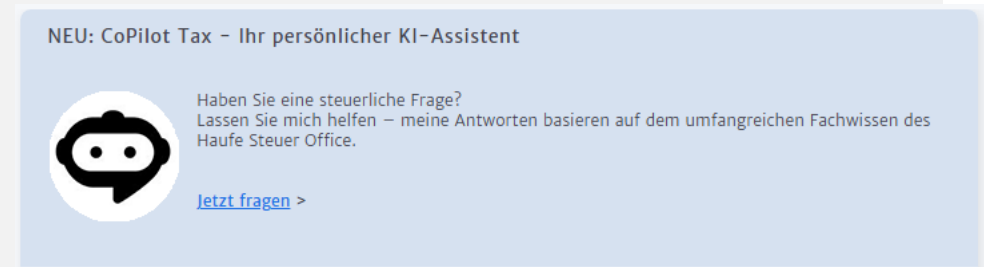 NEU: CoPilot Tax – Ihr persönlicher KI-Assistent
Haben Sie eine steuerliche Frage?
Lassen Sie mich helfen – meine Antworten basieren auf dem umfangreichen Fachwissen des
Haufe Steuer Office.
Jetzt fragen >